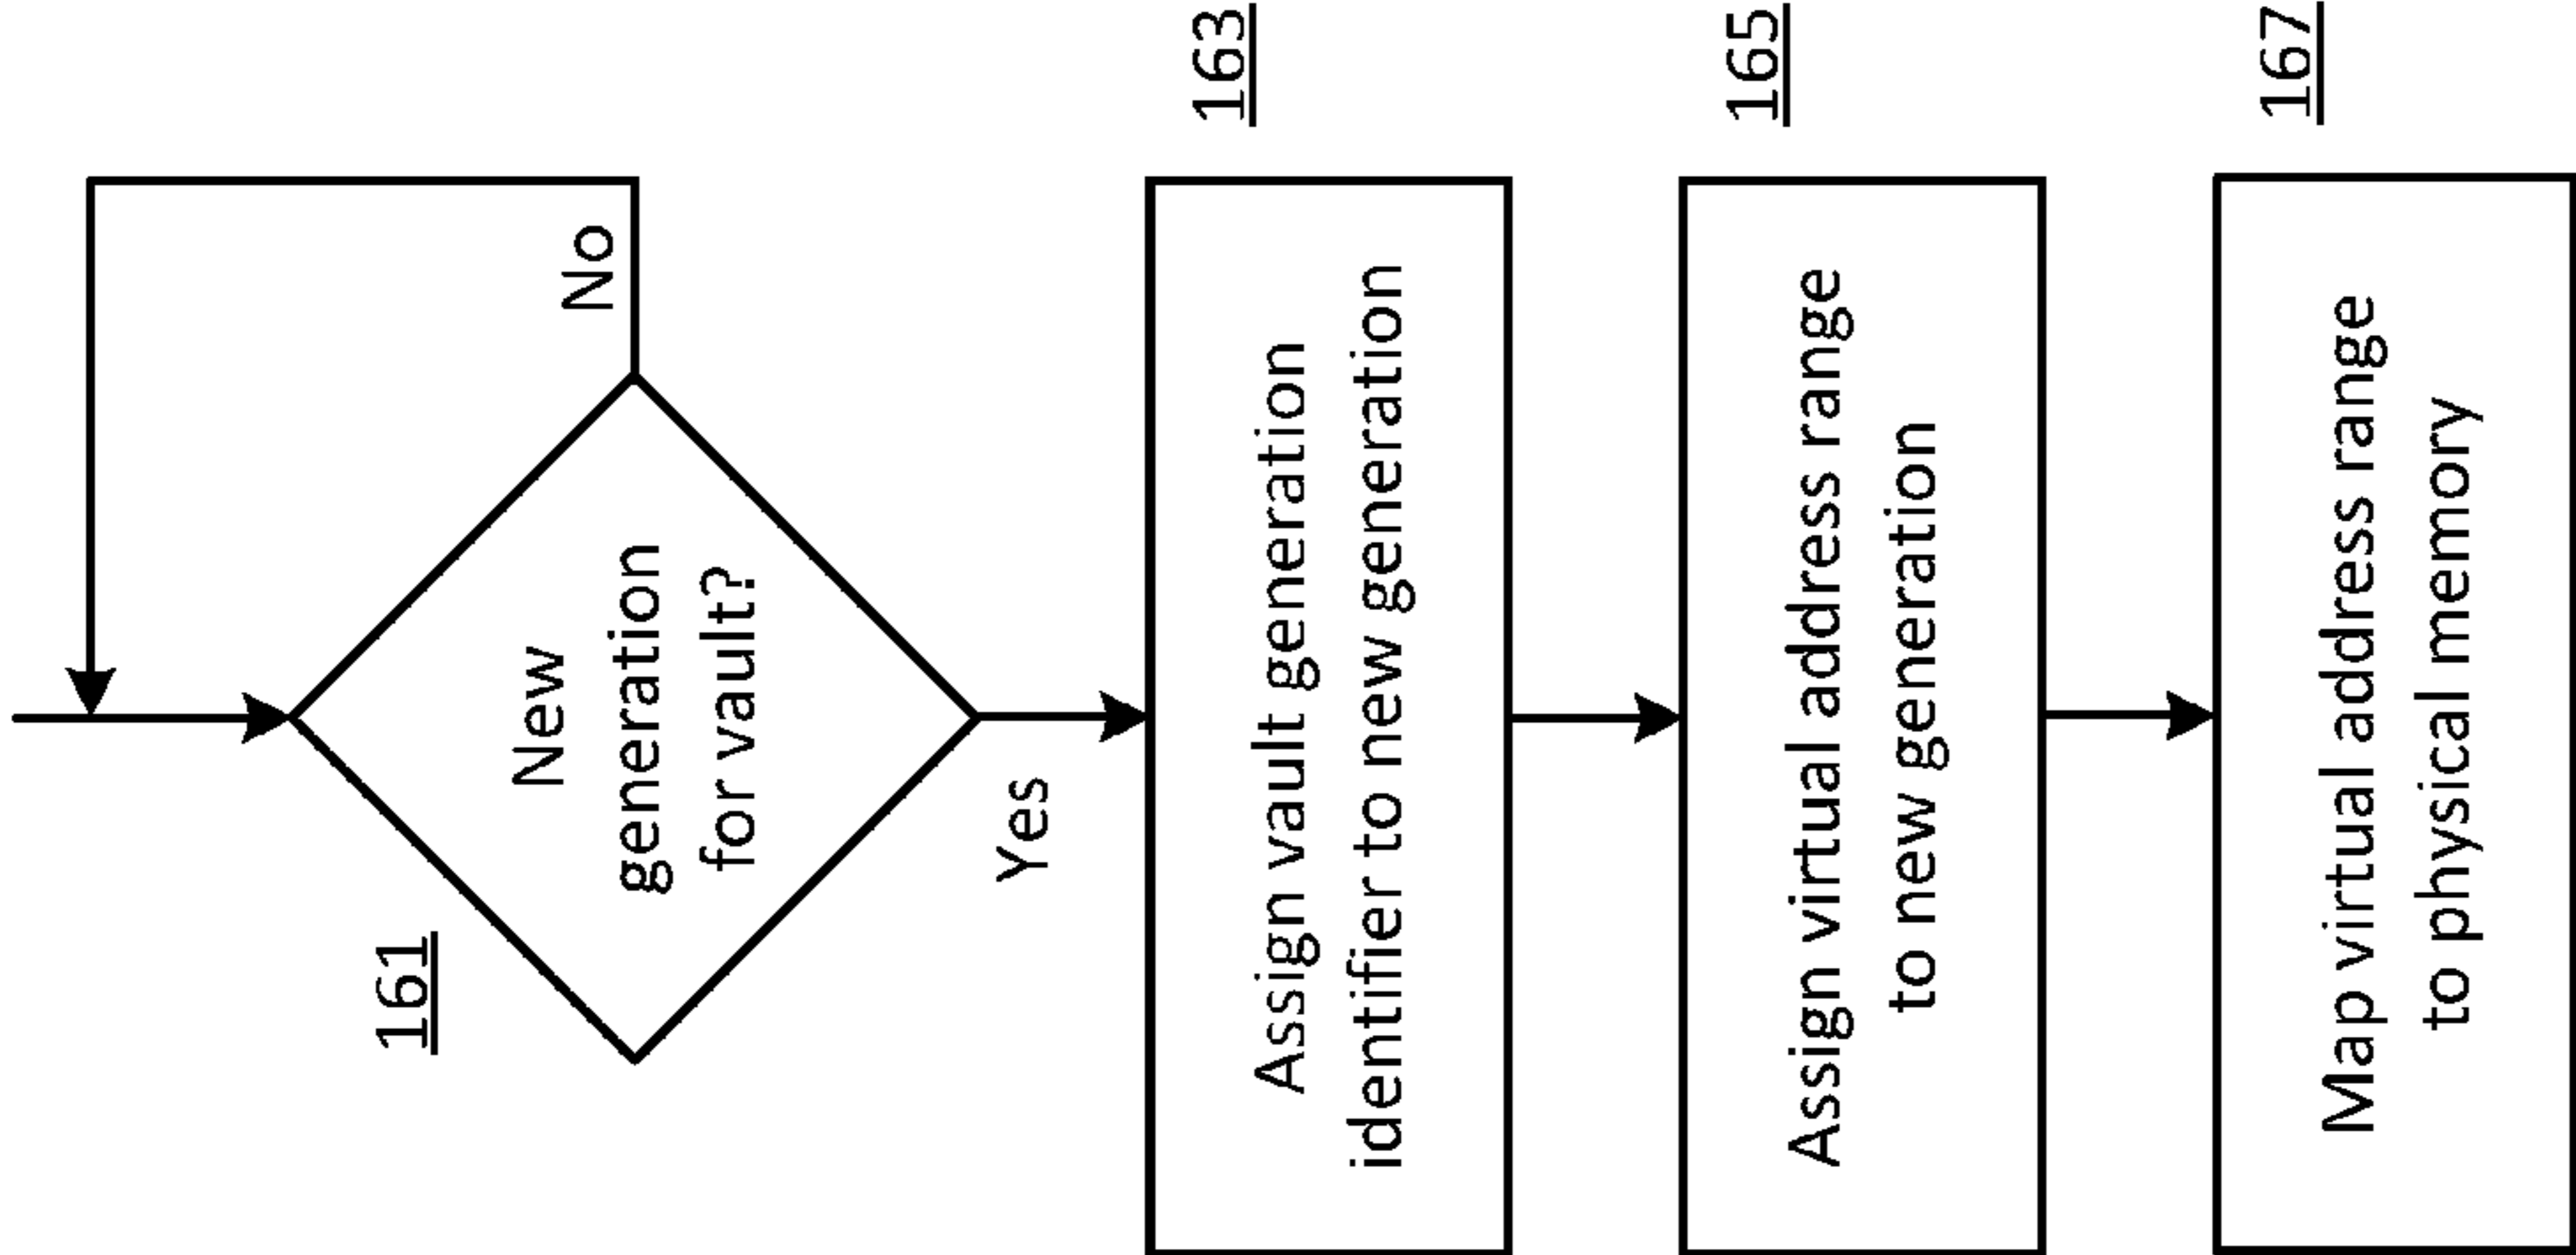 161
New
generation
for vault?
No
Yes
163
Assign vault generation
identifier to new generation
165
Assign virtual address range
to new generation
167
Map virtual address range
to physical memory